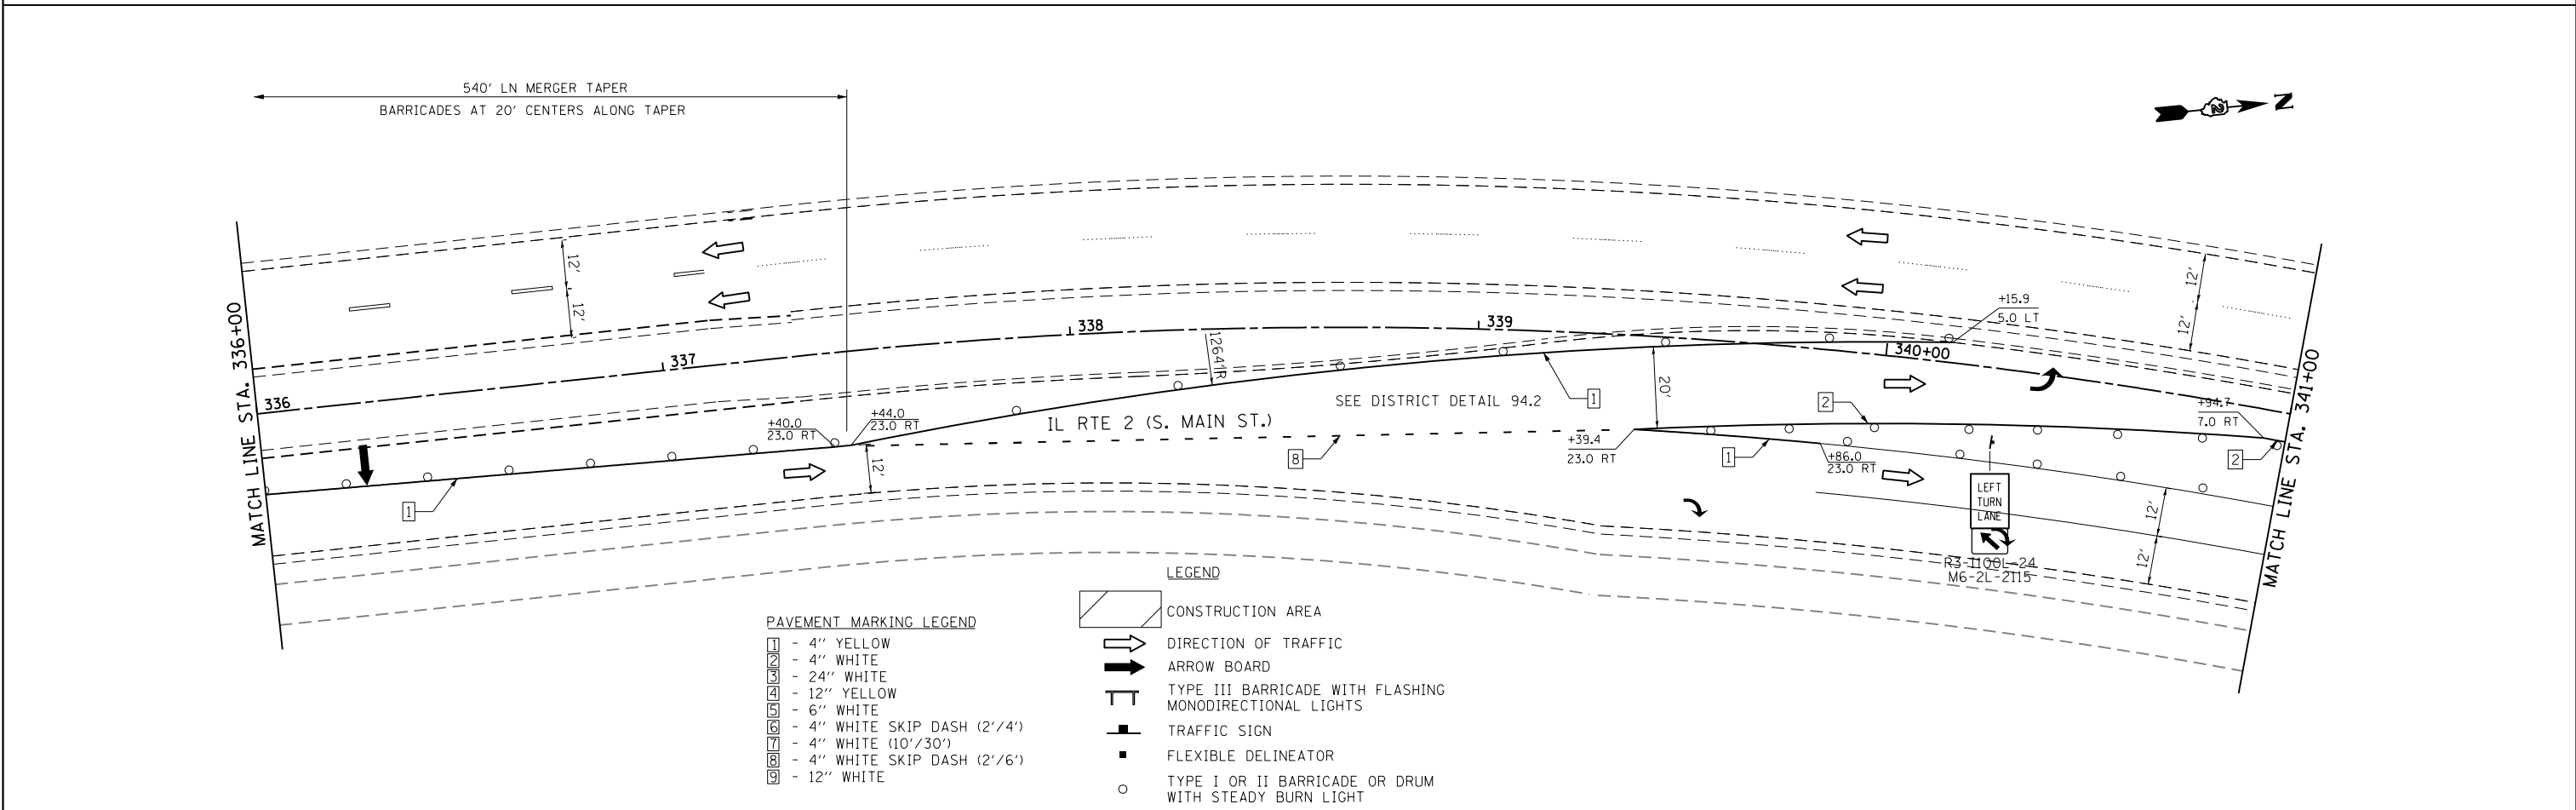 540' LN MERGER TAPER
BARRICADES AT 20' CENTERS ALONG TAPER
N
MATCH LINE STA. 336+00
336
337
338
339
340+00
12'
12'
12'
12'
+15.9
5.0 LT
1264'R
+40.0
23.0 RT
+44.0
23.0 RT
12'
IL RTE 2 (S. MAIN ST.)
SEE DISTRICT DETAIL 94.2
20'
1
1
8
+39.4
23.0 RT
1
+86.0
23.0 RT
2
+94.7
7.0 RT
2
LEFT
TURN
LANE
R3-I100L-24
M6-2L-2115
12'
12'
MATCH LINE STA. 341+00
PAVEMENT MARKING LEGEND
1 - 4'' YELLOW
2 - 4'' WHITE
3 - 24'' WHITE
4 - 12'' YELLOW
5 - 6'' WHITE
6 - 4'' WHITE SKIP DASH (2'/4')
7 - 4'' WHITE (10'/30')
8 - 4'' WHITE SKIP DASH (2'/6')
9 - 12'' WHITE
LEGEND
CONSTRUCTION AREA
DIRECTION OF TRAFFIC
ARROW BOARD
TYPE III BARRICADE WITH FLASHING
MONODIRECTIONAL LIGHTS
TRAFFIC SIGN
FLEXIBLE DELINEATOR
TYPE I OR II BARRICADE OR DRUM
WITH STEADY BURN LIGHT